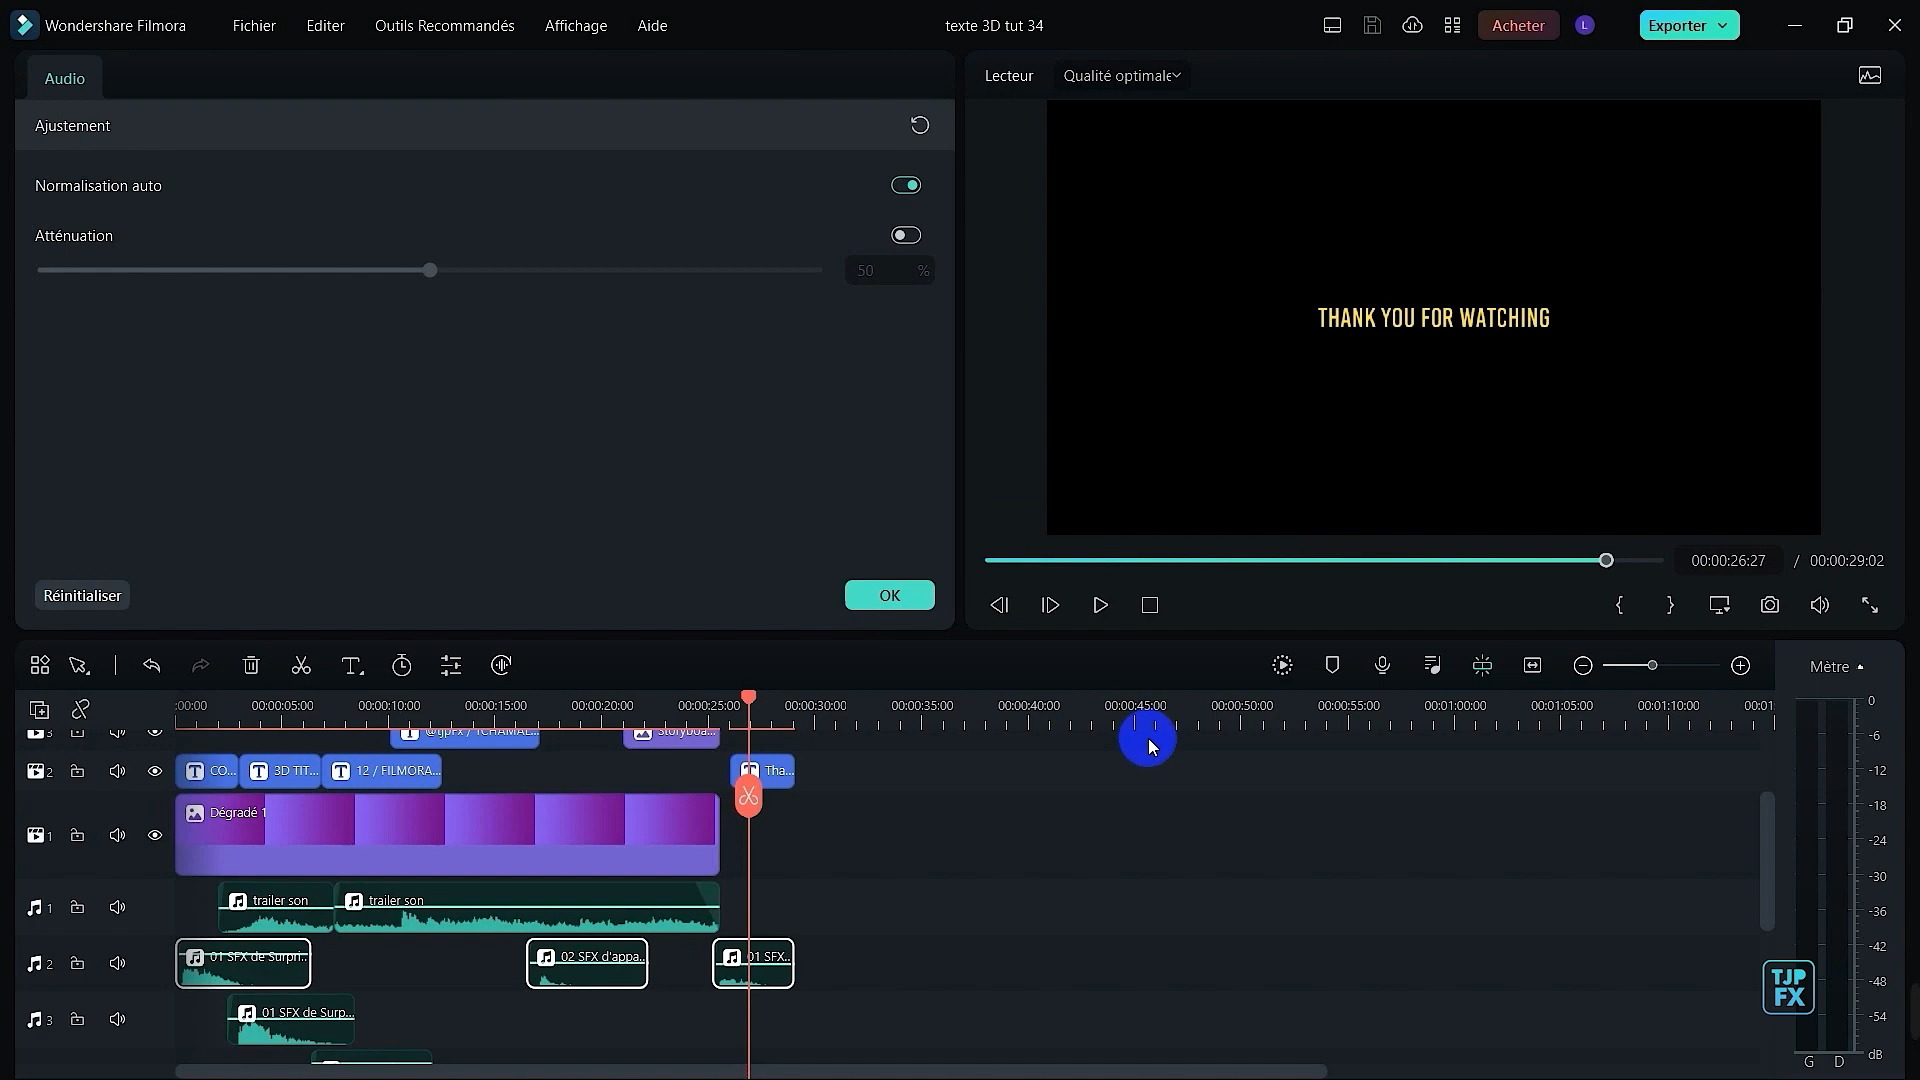 Wondershare Filmora
Fichier
Editer
Outils Recommandés
Affichage
Aide
texte 3D tut 34
Acheter
L
Exporter
Audio
Ajustement
Normalisation auto
Atténuation
50 %
Réinitialiser
OK
Lecteur
Qualité optimale
THANK YOU FOR WATCHING
00:00:26:27 / 00:00:29:02
Mètre
:00:00
00:00:05:00
00:00:10:00
00:00:15:00
00:00:20:00
00:00:25:00
00:00:30:00
00:00:35:00
00:00:40:00
00:00:45:00
00:00:50:00
00:00:55:00
00:01:00:00
00:01:05:00
00:01:10:00
00:01:1
3
@tjpFx / TCHAMAL...
Storyboa...
2
CO...
3D TIT...
12 / FILMORA...
Tha...
1
Dégradé 1
1
trailer son
trailer son
2
01 SFX de Surpri...
02 SFX d'appa...
01 SFX...
3
01 SFX de Surp...
0
-6
-12
-18
-24
-30
-36
-42
-48
-54
dB
G D
TJP
FX